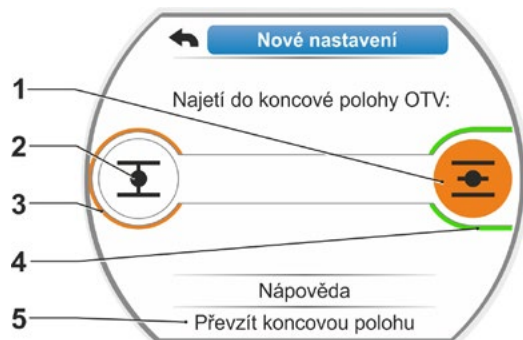 Nové nastavení
Najetí do koncové polohy OTV:
1
2
3
4
Nápověda
5
Převzít koncovou polohu